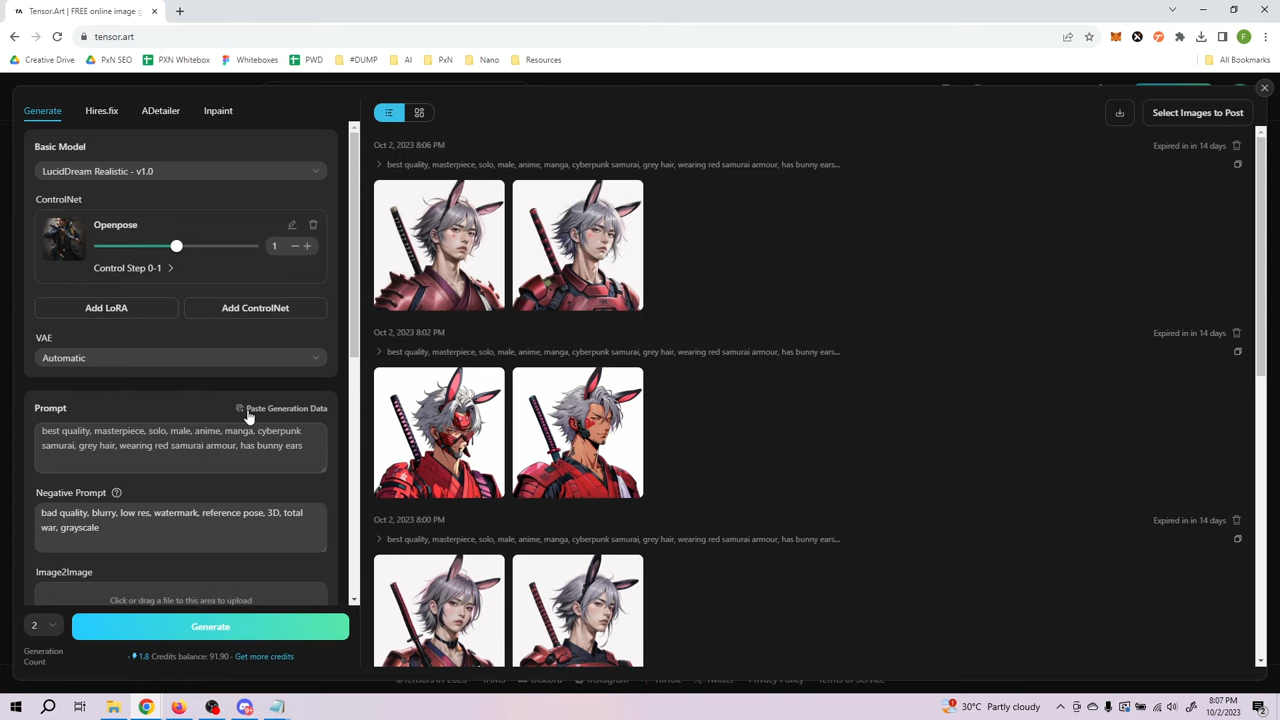 TA Tensor.Art | FREE online image g
tensor.art
Creative Drive PxN SEO PXN Whitebox Whiteboxes PWD #DUMP AI PxN Nano Resources All Bookmarks
Generate Hires.fix ADetailer Inpaint
Select Images to Post
Basic Model
LuciDream Realistic - v1.0
ControlNet
Openpose
1
Control Step 0-1
Add LoRA Add ControlNet
VAE
Automatic
Prompt Paste Generation Data
best quality, masterpiece, solo, male, anime, manga, cyberpunk
samurai, grey hair, wearing red samurai armour, has bunny ears
Negative Prompt
bad quality, blurry, low res, watermark, reference pose, 3D, total
war, grayscale
Image2Image
Click or drag a file to this area to upload
2 Generate
Generation
Count
- 1.8 Credits balance: 91.90 - Get more credits
Oct 2, 2023 8:06 PM Expired in in 14 days
best quality, masterpiece, solo, male, anime, manga, cyberpunk samurai, grey hair, wearing red samurai armour, has bunny ears...
Oct 2, 2023 8:02 PM Expired in in 14 days
best quality, masterpiece, solo, male, anime, manga, cyberpunk samurai, grey hair, wearing red samurai armour, has bunny ears...
Oct 2, 2023 8:00 PM Expired in in 14 days
best quality, masterpiece, solo, male, anime, manga, cyberpunk samurai, grey hair, wearing red samurai armour, has bunny ears...
30°C Partly cloudy
8:07 PM
10/2/2023